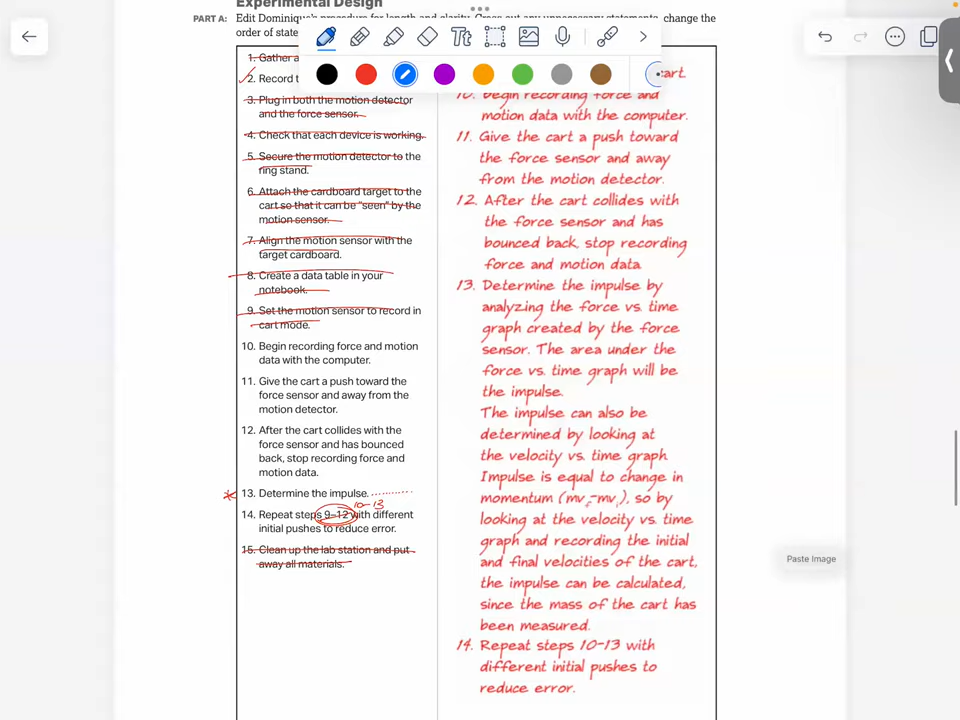 Experimental Design
PART A: Edit Dominique's procedure for length and clarity. Cross out any unnecessary statements, change the
order of state
1. Gather a
2. Record t
3. Plug in both the motion detector
and the force sensor.
4. Check that each device is working.
5. Secure the motion detector to the
ring stand.
6. Attach the cardboard target to the
cart so that it can be "seen" by the
motion sensor.
7. Align the motion sensor with the
target cardboard.
8. Create a data table in your
notebook.
9. Set the motion sensor to record in
cart mode.
10. Begin recording force and motion
data with the computer.
11. Give the cart a push toward the
force sensor and away from the
motion detector.
12. After the cart collides with the
force sensor and has bounced
back, stop recording force and
motion data.
13. Determine the impulse. ...........
10-13
14. Repeat steps 9–12 with different
initial pushes to reduce error.
15. Clean up the lab station and put
away all materials.
Tt
cart.
10. Begin recording force and
motion data with the computer.
11. Give the cart a push toward
the force sensor and away
from the motion detector.
12. After the cart collides with
the force sensor and has
bounced back, stop recording
force and motion data
13. Determine the impulse by
analyzing the force vs. time
graph created by the force
sensor. The area under the
force vs. time graph will be
the impulse.
The impulse can also be
determined by looking at
the velocity vs. time graph.
Impulse is equal to change in
momentum (mvf-mvi), so by
looking at the velocity vs. time
graph and recording the initial
and final velocities of the cart,
the impulse can be calculated,
since the mass of the cart has
been measured.
14. Repeat steps 10-13 with
different initial pushes to
reduce error.
Paste Image